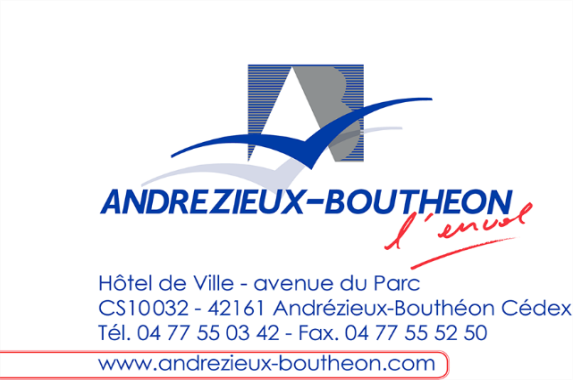 AB
ANDREZIEUX-BOUTHEON
l'envol
Hôtel de Ville - avenue du Parc
CS10032 - 42161 Andrézieux-Bouthéon Cédex
Tél. 04 77 55 03 42 - Fax. 04 77 55 52 50
www.andrezieux-boutheon.com